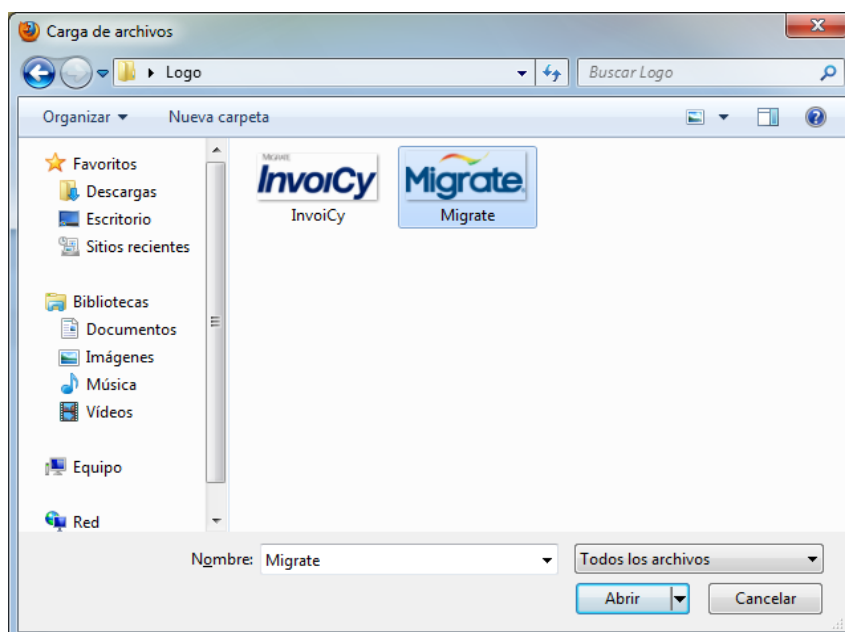 Carga de archivos
Logo
Buscar Logo
Organizar
Nueva carpeta
Favoritos
Descargas
Escritorio
Sitios recientes
Bibliotecas
Documentos
Imágenes
Música
Vídeos
Equipo
Red
MIGRATE
InvoiCy
InvoiCy
Migrate
Migrate
Nombre:
Migrate
Todos los archivos
Abrir
Cancelar